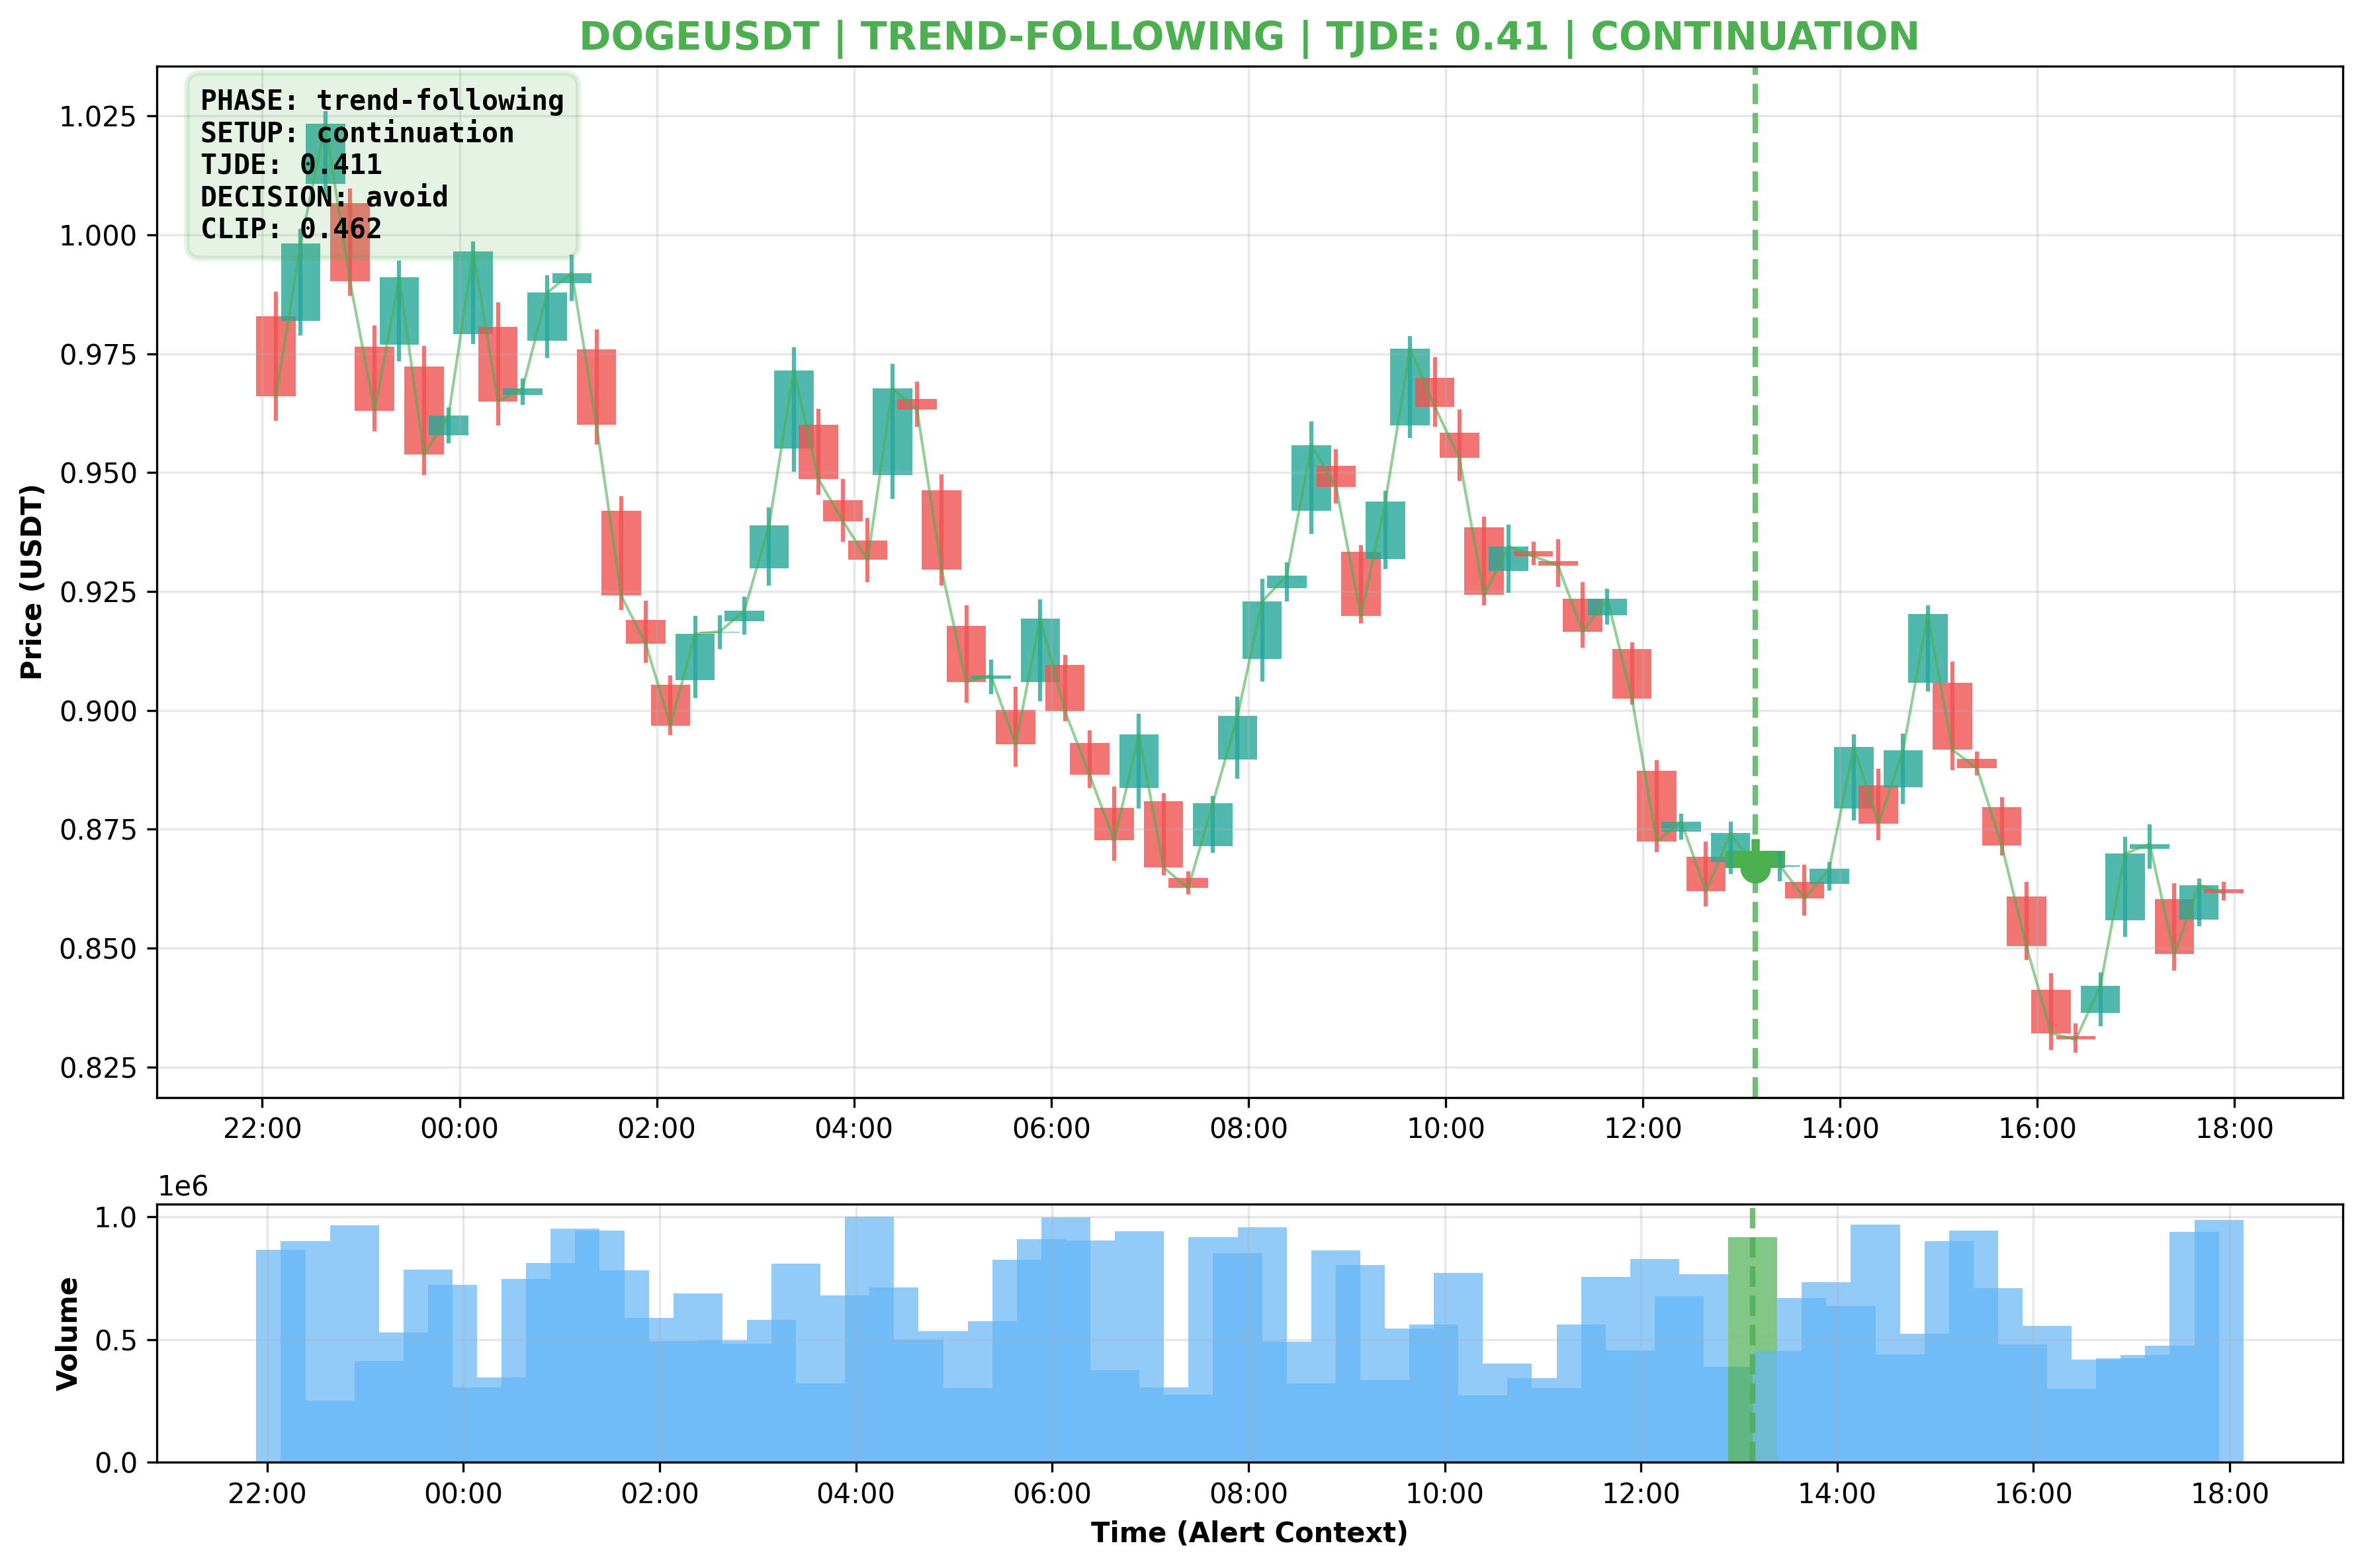 DOGEUSDT | TREND-FOLLOWING | TJDE: 0.41 | CONTINUATION
PHASE: trend-following
SETUP: continuation
TJDE: 0.411
DECISION: avoid
CLIP: 0.462
Price (USDT)
1.025
1.000
0.975
0.950
0.925
0.900
0.875
0.850
0.825
22:00 00:00 02:00 04:00 06:00 08:00 10:00 12:00 14:00 16:00 18:00
1e6
Volume
1.0
0.5
0.0
22:00 00:00 02:00 04:00 06:00 08:00 10:00 12:00 14:00 16:00 18:00
Time (Alert Context)